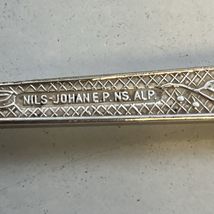 NILS-JOHAN E.P. NS. ALP.